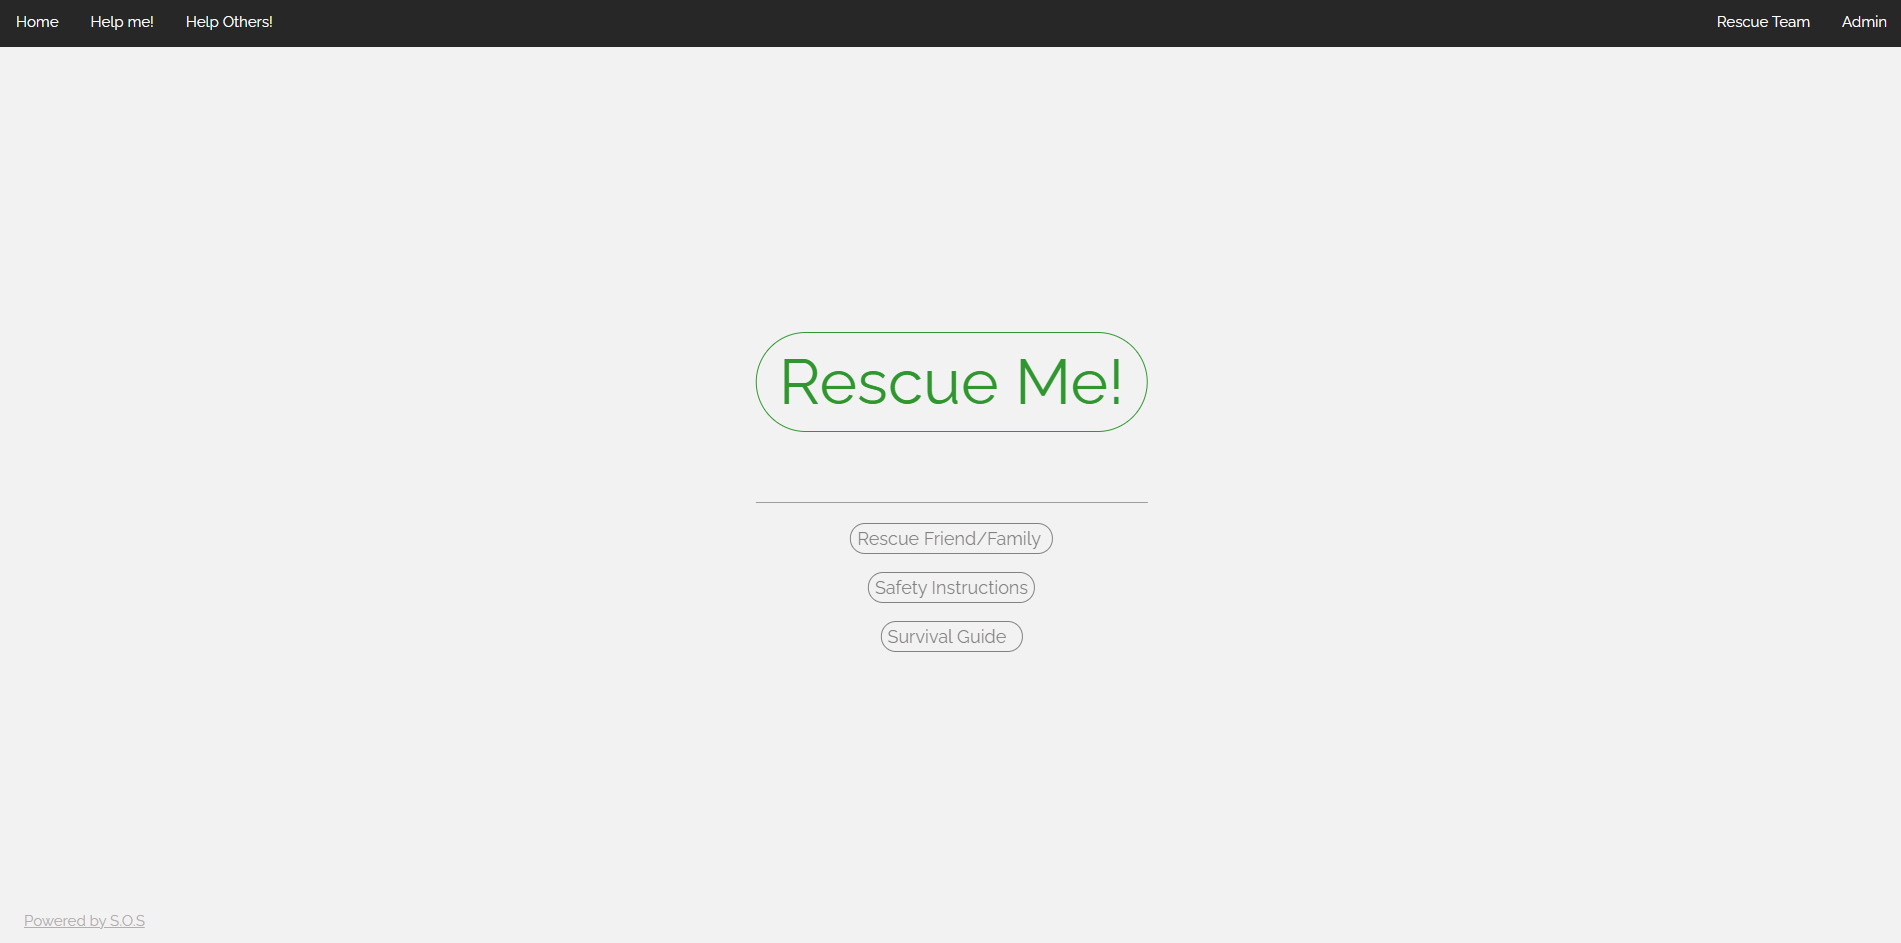 Home Help me! Help Others! Rescue Team Admin
Rescue Me!
Rescue Friend/Family
Safety Instructions
Survival Guide
Powered by S.O.S